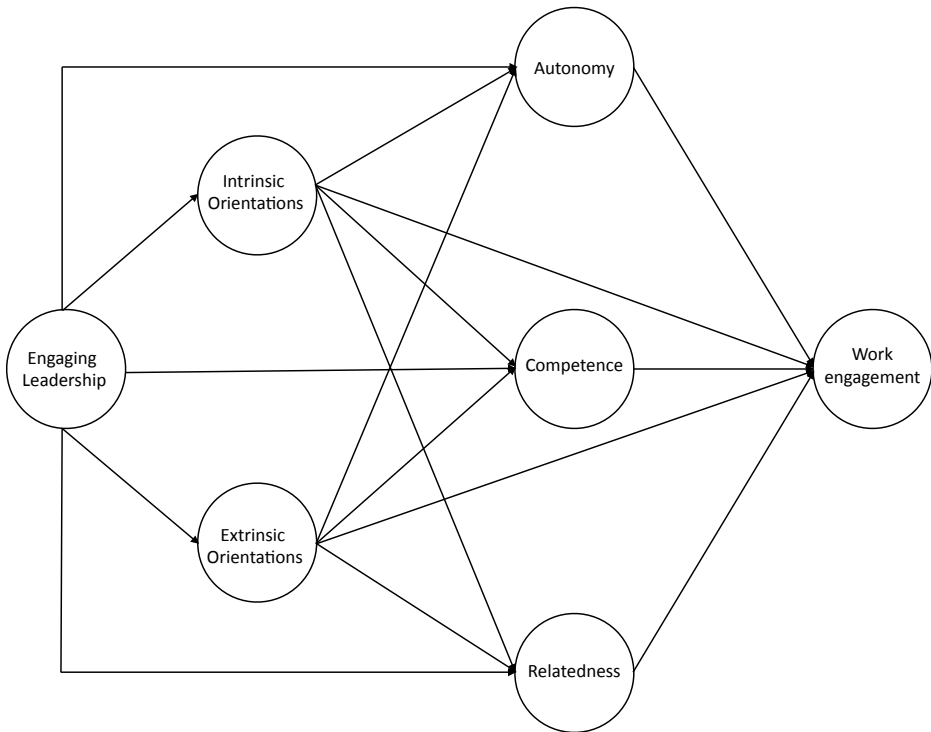 Autonomy
Intrinsic
Orientations
Engaging
Leadership
Competence
Work
engagement
Extrinsic
Orientations
Relatedness